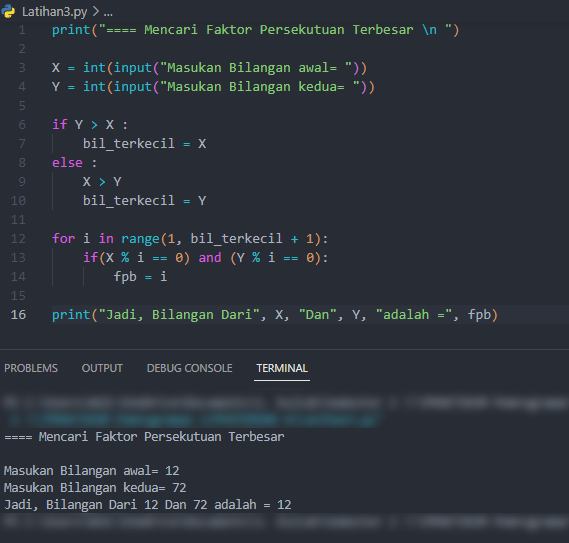 Latihan3.py > ...
1 print("==== Mencari Faktor Persekutuan Terbesar \n ")
2
3 X = int(input("Masukan Bilangan awal= "))
4 Y = int(input("Masukan Bilangan kedua= "))
5
6 if Y > X :
7     bil_terkecil = X
8 else :
9     X > Y
10     bil_terkecil = Y
11
12 for i in range(1, bil_terkecil + 1):
13     if(X % i == 0) and (Y % i == 0):
14         fpb = i
15
16 print("Jadi, Bilangan Dari", X, "Dan", Y, "adalah =", fpb)
PROBLEMS OUTPUT DEBUG CONSOLE TERMINAL
==== Mencari Faktor Persekutuan Terbesar
Masukan Bilangan awal= 12
Masukan Bilangan kedua= 72
Jadi, Bilangan Dari 12 Dan 72 adalah = 12